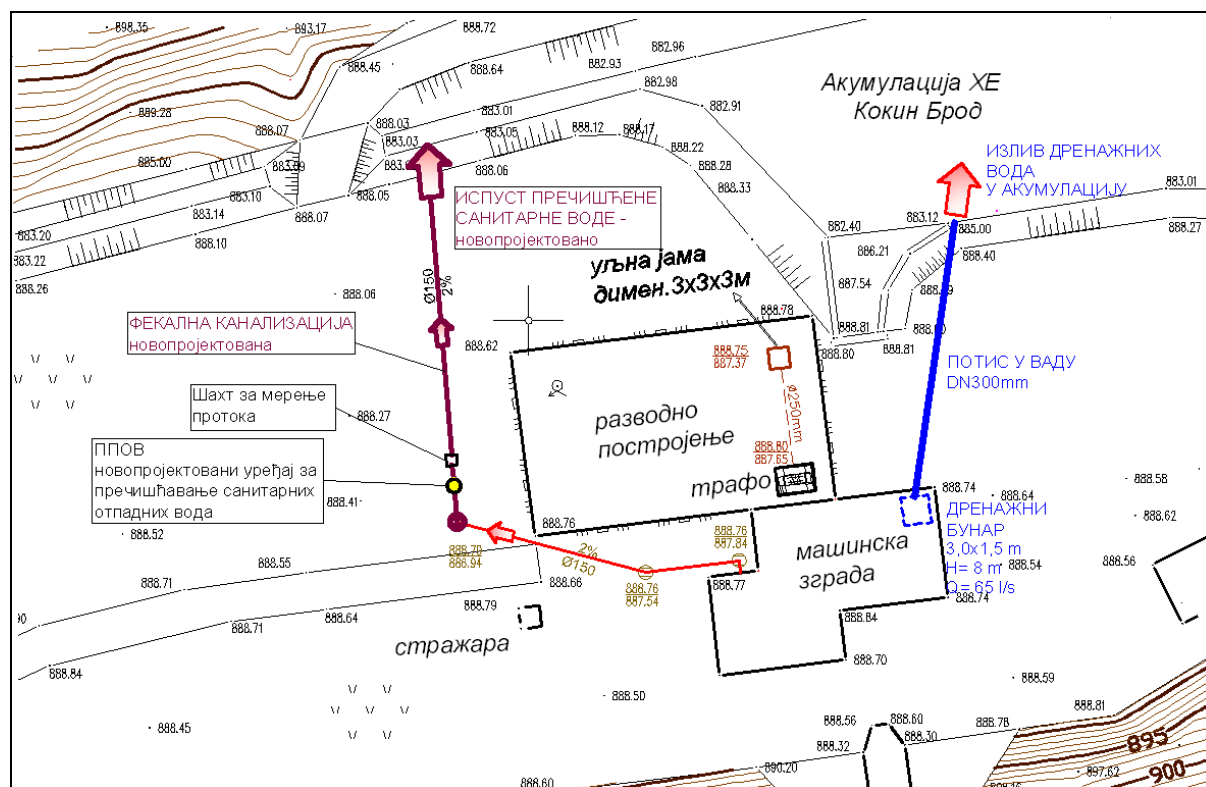 898.35
893.17
888.72
888.45
888.64
882.96
882.93
882.98
Акумулација ХЕ
Кокин Брод
889.28
888.07
888.03
883.01
882.91
883.03
883.05
888.12
888.17
885.00
883.09
888.06
888.22
888.28
888.33
ИЗЛИВ ДРЕНАЖНИХ
ВОДА
У АКУМУЛАЦИЈУ
883.01
883.10
888.05
883.14
888.07
ИСПУСТ ПРЕЧИШЋЕНЕ
САНИТАРНЕ ВОДЕ -
новопројектовано
883.20
888.10
883.22
888.26
882.40
883.12
885.00
888.27
886.21
888.40
887.54
уљна јама
димен.3х3х3м
Ø150
2%
888.06
888.78
ФЕКАЛНА КАНАЛИЗАЦИЈА
новопројектована
888.62
888.81
888.80
888.81
888.75
887.37
ПОТИС У ВАДУ
DN300mm
Шахт за мерење
протока
888.27
ø250mm
разводно
постројење
888.80
887.65
трафо
ППОВ
новопројектовани уређај за
пречишћавање санитарних
отпадних вода
888.41
888.74
888.64
888.58
888.62
ДРЕНАЖНИ
БУНАР
3,0x1,5 m
H= 8 m
Q= 65 l/s
888.52
888.76
888.76
887.84
машинска
зграда
888.70
886.94
2%
Ø150
888.54
888.56
888.55
888.71
888.66
888.76
887.54
888.77
888.74
888.79
888.64
888.71
888.84
стражара
888.84
888.70
888.59
888.50
888.45
888.81
888.56
888.60
888.78
888.32
888.30
890.20
895
897.62
900
888.60